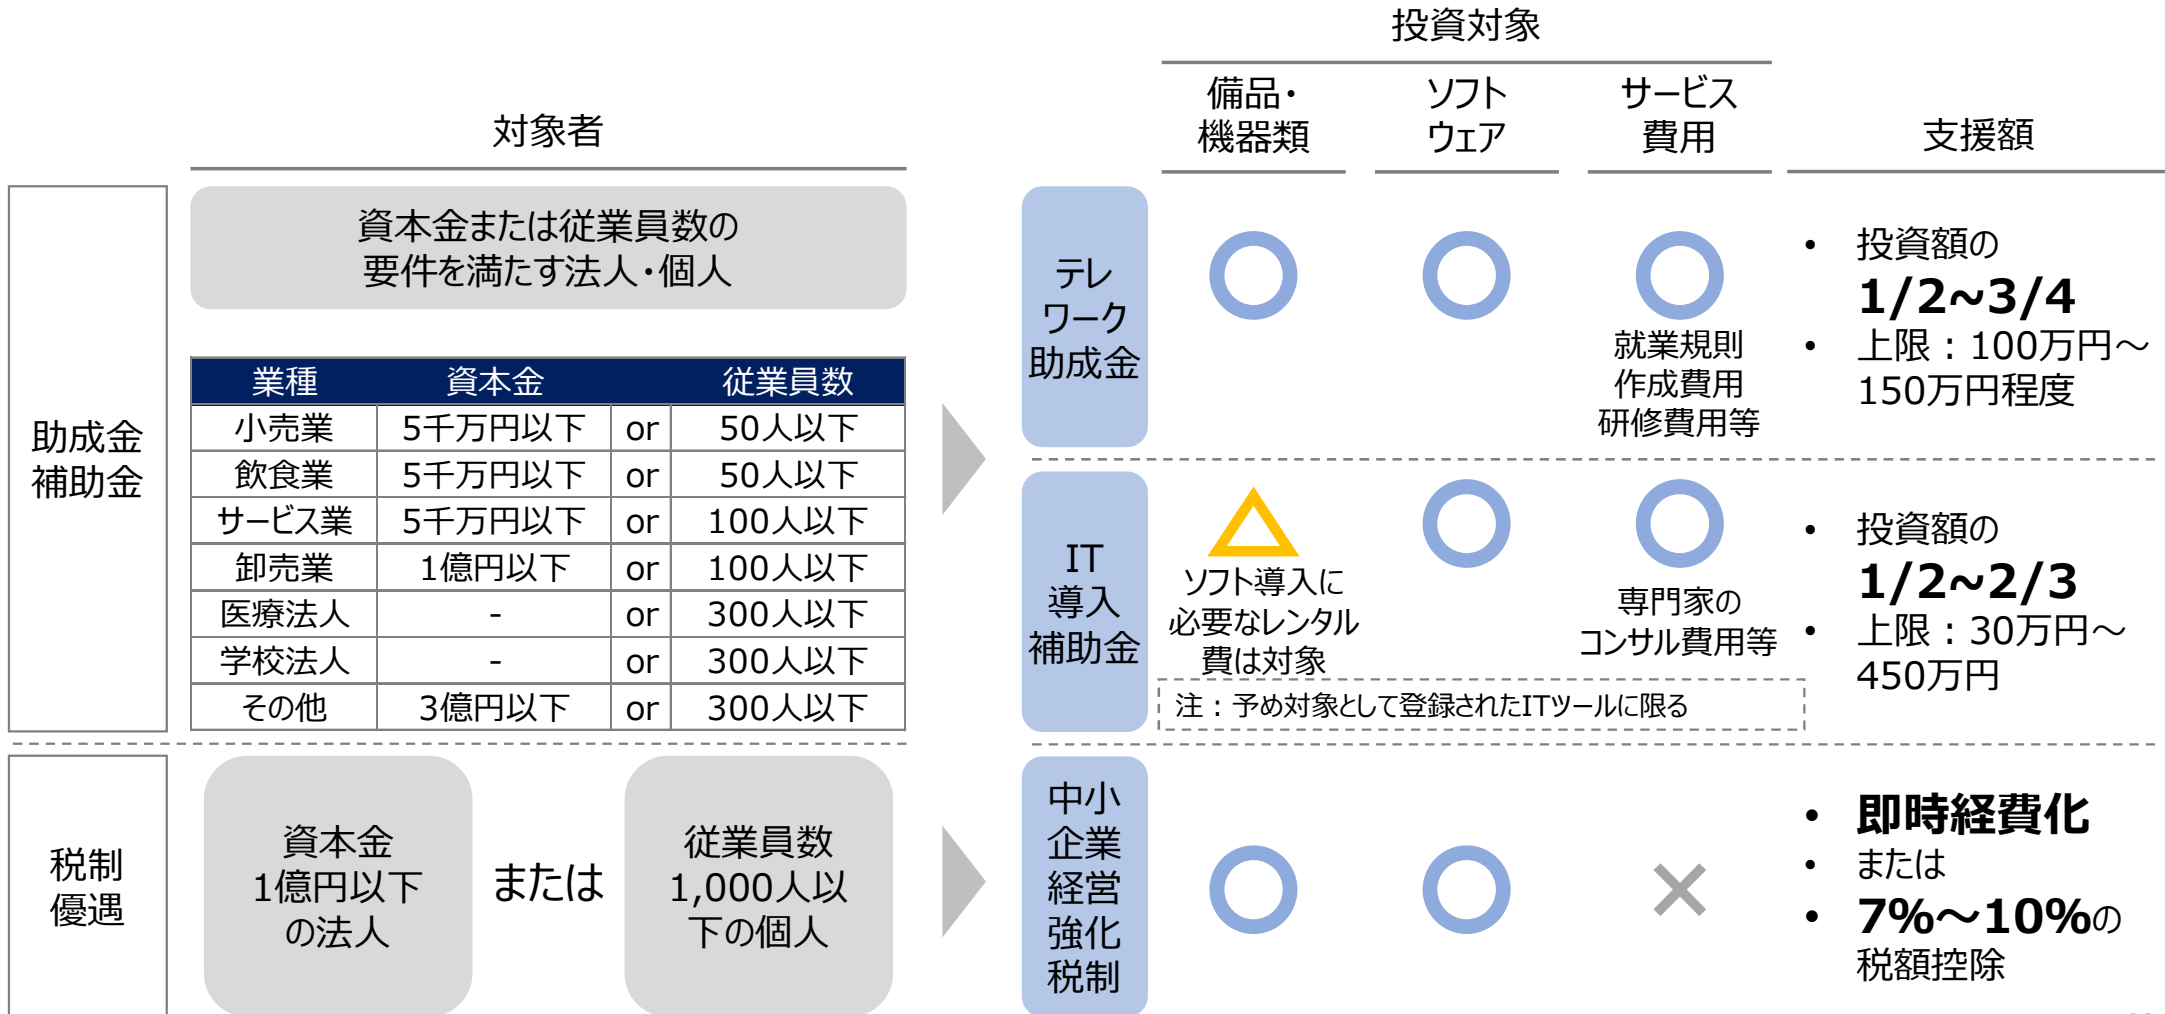 投資対象
対象者
備品・
機器類
ソフト
ウェア
サービス
費用
支援額
助成金
補助金
資本金または従業員数の
要件を満たす法人・個人
業種 資本金 従業員数
小売業 5千万円以下 or 50人以下
飲食業 5千万円以下 or 50人以下
サービス業 5千万円以下 or 100人以下
卸売業 1億円以下 or 100人以下
医療法人 - or 300人以下
学校法人 - or 300人以下
その他 3億円以下 or 300人以下
テレ
ワーク
助成金
就業規則
作成費用
研修費用等
• 投資額の
1/2~3/4
• 上限：100万円～
150万円程度
IT
導入
補助金
ソフト導入に
必要なレンタル
費は対象
専門家の
コンサル費用等
注：予め対象として登録されたITツールに限る
• 投資額の
1/2~2/3
• 上限：30万円～
450万円
税制
優遇
資本金
1億円以下
の法人
または
従業員数
1,000人以
下の個人
中小
企業
経営
強化
税制
• 即時経費化
• または
• 7%～10%の
税額控除